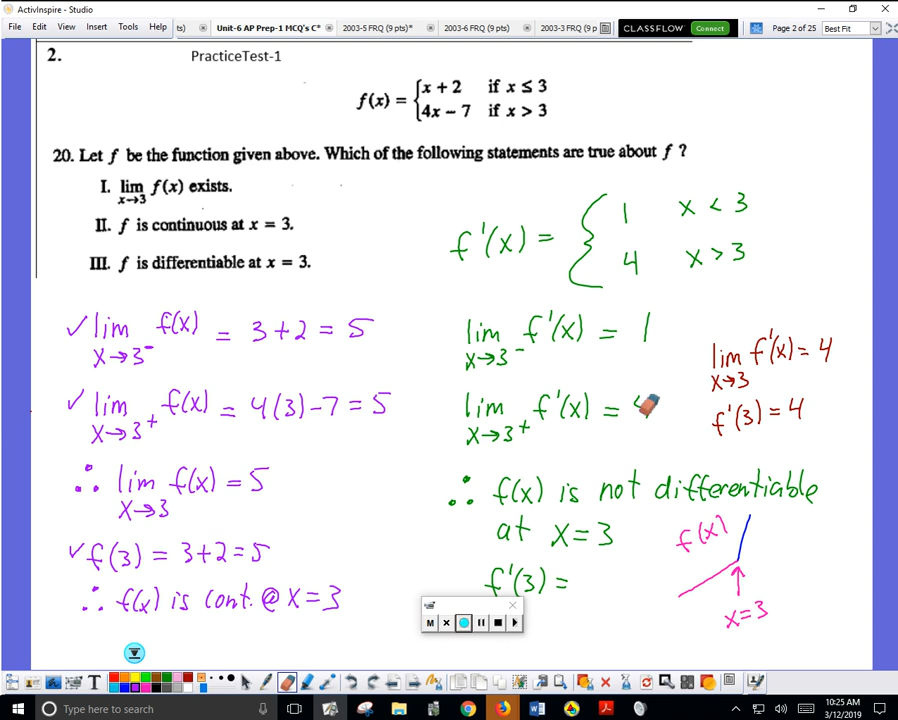 ActivInspire - Studio
File Edit View Insert Tools Help ts) Unit-6 AP Prep-1 MCQ's C* 2003-5 FRQ (9 pts)* 2003-6 FRQ (9 pts) 2003-3 FRQ (9 p CLASSFLOW Connect Page 2 of 25 Best Fit
2. PracticeTest-1
f(x) = { x + 2 if x ≤ 3
4x – 7 if x > 3
20. Let f be the function given above. Which of the following statements are true about f ?
I. lim x→3 f(x) exists.
II. f is continuous at x = 3.
III. f is differentiable at x = 3.
f'(x) = { 1 x < 3
4 x > 3
✓ lim x→3⁻ f(x) = 3+2 = 5
✓ lim x→3⁺ f(x) = 4(3)-7 = 5
∴ lim x→3 f(x) = 5
✓ f(3) = 3+2 = 5
∴ f(x) is cont. @ x = 3
lim x→3⁻ f'(x) = 1
lim x→3⁺ f'(x) = 4
∴ f(x) is not differentiable
at x = 3
f'(3) =
lim x→3 f'(x) = 4
f'(3) = 4
f(x)
x=3
M
T
Type here to search
10:25 AM
3/12/2019